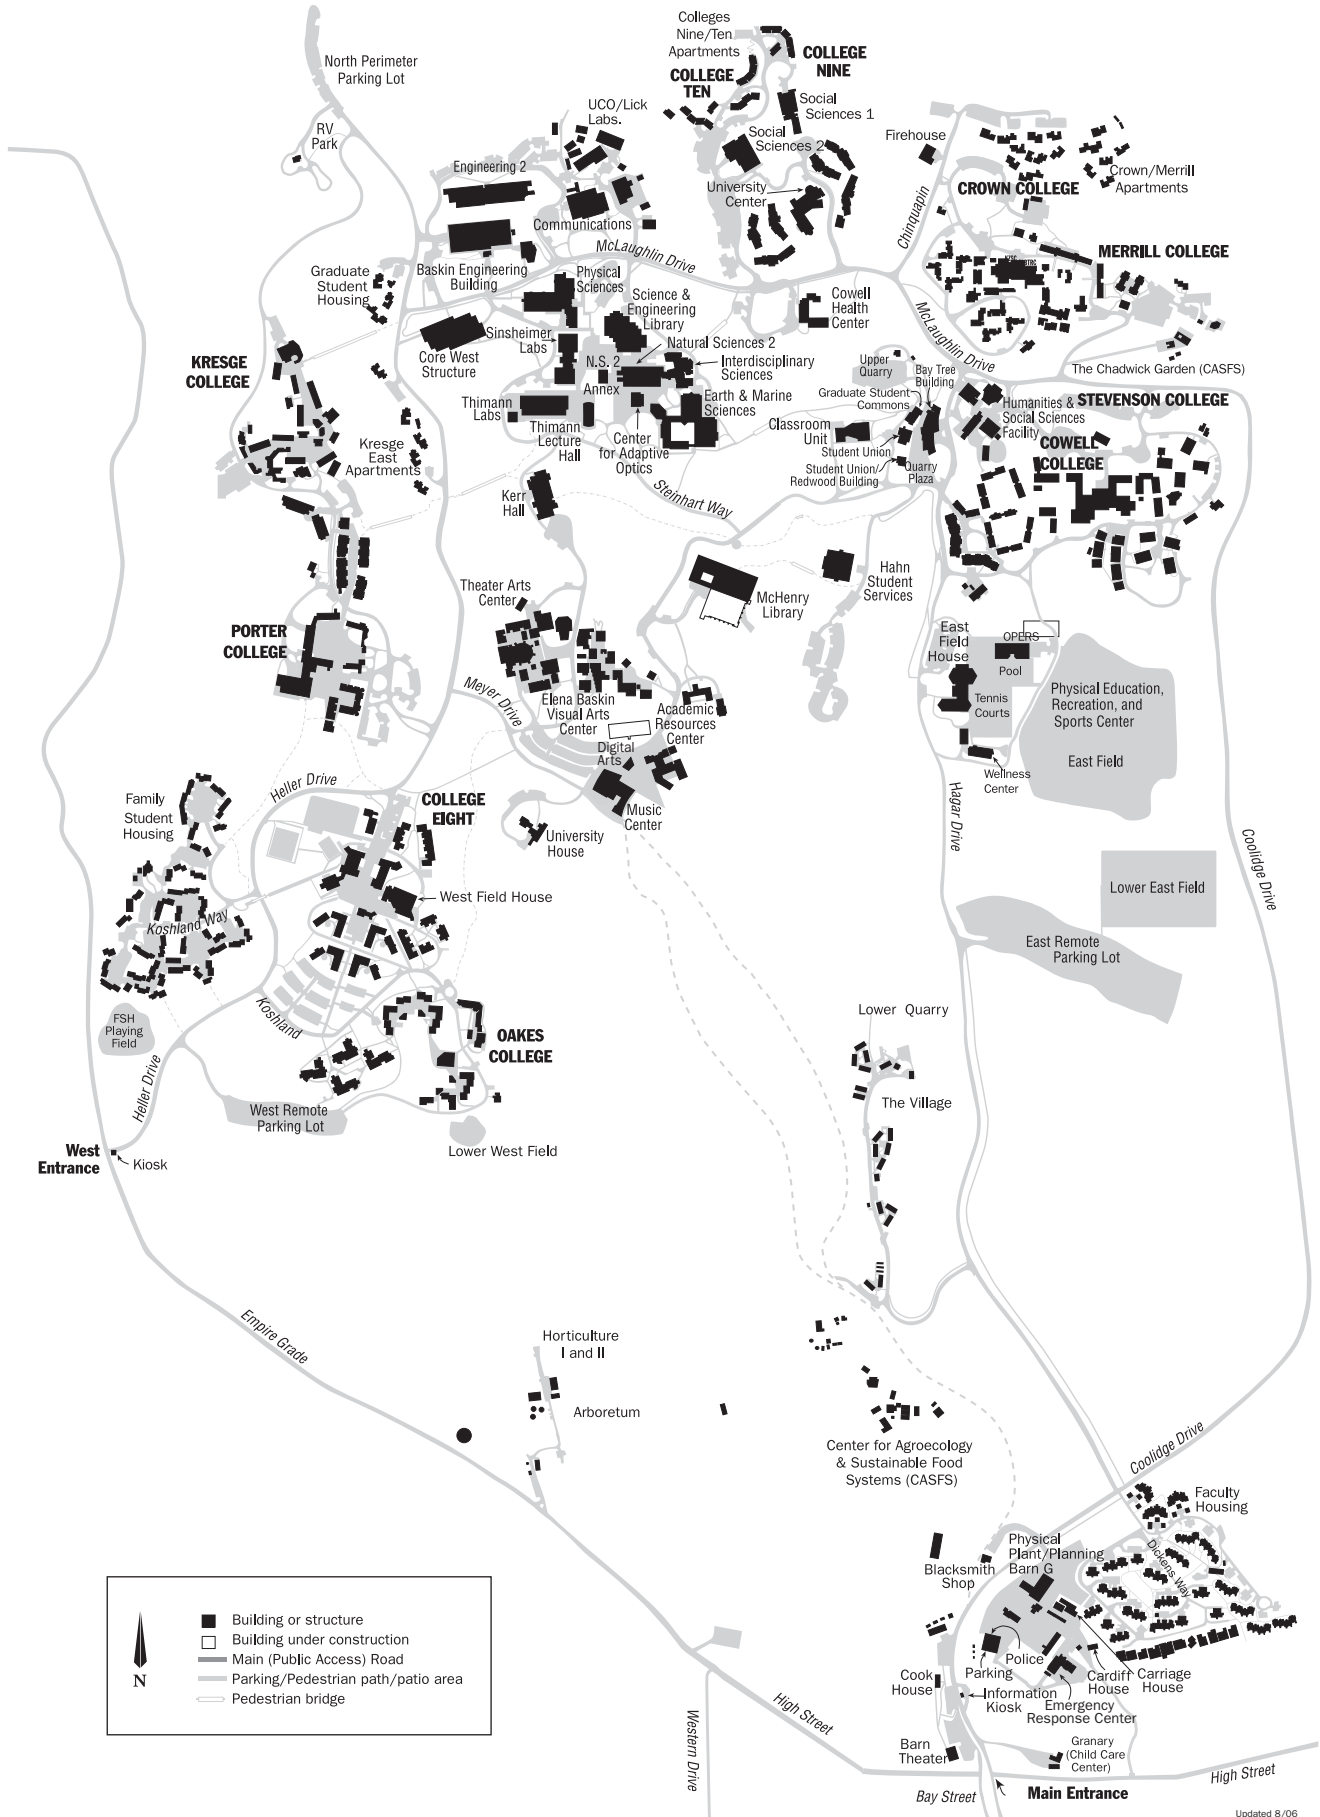 Colleges
Nine/Ten
Apartments
COLLEGE
NINE
COLLEGE
TEN
North Perimeter
Parking Lot
UCO/Lick
Labs.
Social
Sciences 1
RV
Park
Social
Sciences 2
Firehouse
Engineering 2
Crown/Merrill
Apartments
CROWN COLLEGE
University
Center
Chinquapin
Communications
McLaughlin Drive
MERRILL COLLEGE
Graduate
Student
Housing
Baskin Engineering
Building
Physical
Sciences
Science &
Engineering
Library
Cowell
Health
Center
McLaughlin Drive
Sinsheimer
Labs
Natural Sciences 2
Core West
Structure
N.S. 2
Annex
Interdisciplinary
Sciences
Upper
Quarry
Bay Tree
Building
The Chadwick Garden (CASFS)
KRESGE
COLLEGE
Graduate Student
Commons
Earth & Marine
Sciences
Thimann
Labs
Thimann
Lecture
Hall
Center
for Adaptive
Optics
Classroom
Unit
Student Union
Student Union/
Redwood Building
Quarry
Plaza
Humanities &
Social Sciences
Facility
STEVENSON COLLEGE
COWELL
COLLEGE
Kresge
East
Apartments
Kerr
Hall
Steinhart Way
Hahn
Student
Services
McHenry
Library
Theater Arts
Center
PORTER
COLLEGE
East
Field
House
OPERS
Pool
Tennis
Courts
Physical Education,
Recreation, and
Sports Center
East Field
Wellness
Center
Meyer Drive
Elena Baskin
Visual Arts
Center
Academic
Resources
Center
Digital
Arts
Music
Center
Heller Drive
Family
Student
Housing
COLLEGE
EIGHT
University
House
Hagar Drive
Coolidge Drive
West Field House
Lower East Field
Koshland Way
East Remote
Parking Lot
Koshland
FSH
Playing
Field
OAKES
COLLEGE
Lower Quarry
Heller Drive
West Remote
Parking Lot
The Village
West
Entrance
Kiosk
Lower West Field
Empire Grade
Horticulture
I and II
Arboretum
Center for Agroecology
& Sustainable Food
Systems (CASFS)
Coolidge Drive
Faculty
Housing
Dickens Way
Physical
Plant/Planning
Barn G
Blacksmith
Shop
Police
Parking
Cook
House
Information
Kiosk
Emergency
Response Center
Cardiff
House
Carriage
House
Barn
Theater
Granary
(Child Care
Center)
High Street
Western Drive
Bay Street
Main Entrance
High Street
N
Building or structure
Building under construction
Main (Public Access) Road
Parking/Pedestrian path/patio area
Pedestrian bridge
Updated 8/06